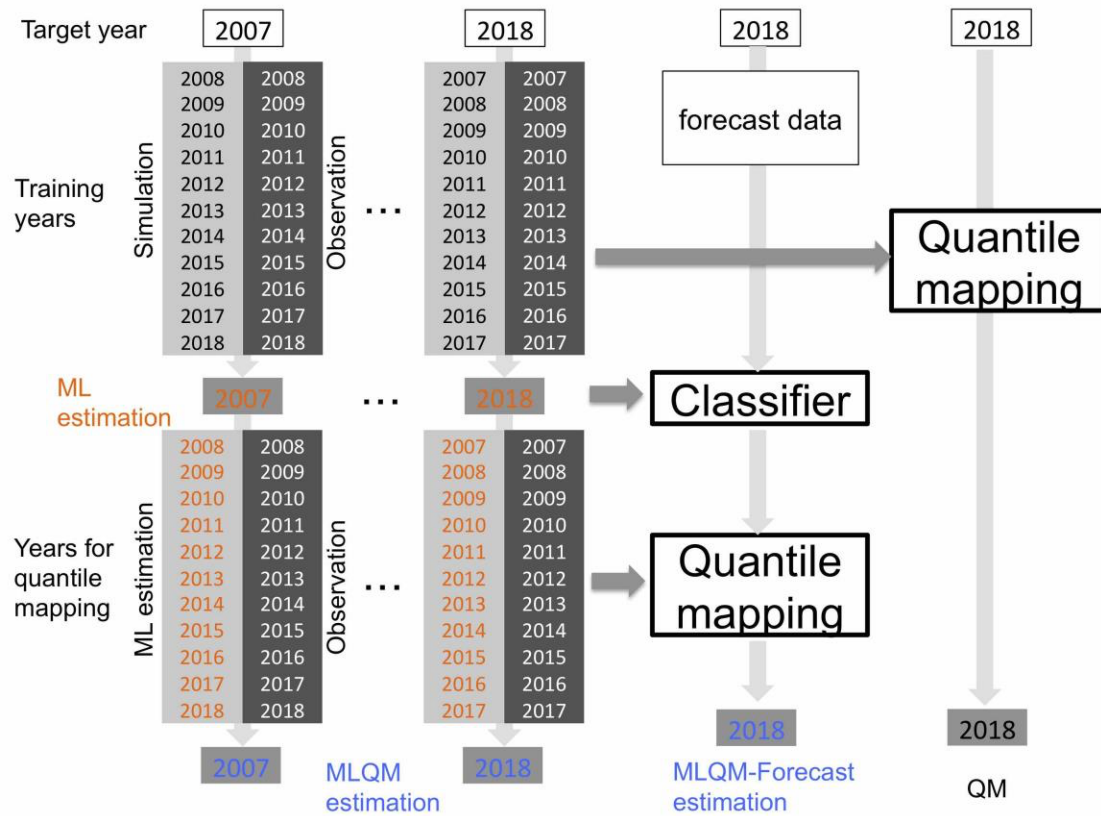 Target year
2007
2018
2018
2018
Training
years
Simulation
2008 2008
2009 2009
2010 2010
2011 2011
2012 2012
2013 2013
2014 2014
2015 2015
2016 2016
2017 2017
2018 2018
Observation
...
2007 2007
2008 2008
2009 2009
2010 2010
2011 2011
2012 2012
2013 2013
2014 2014
2015 2015
2016 2016
2017 2017
forecast data
Quantile
mapping
ML
estimation
2007
...
2018
Classifier
Years for
quantile
mapping
ML estimation
2008 2008
2009 2009
2010 2010
2011 2011
2012 2012
2013 2013
2014 2014
2015 2015
2016 2016
2017 2017
2018 2018
Observation
...
2007 2007
2008 2008
2009 2009
2010 2010
2011 2011
2012 2012
2013 2013
2014 2014
2015 2015
2016 2016
2017 2017
Quantile
mapping
2007
MLQM
estimation
2018
2018
MLQM-Forecast
estimation
2018
QM